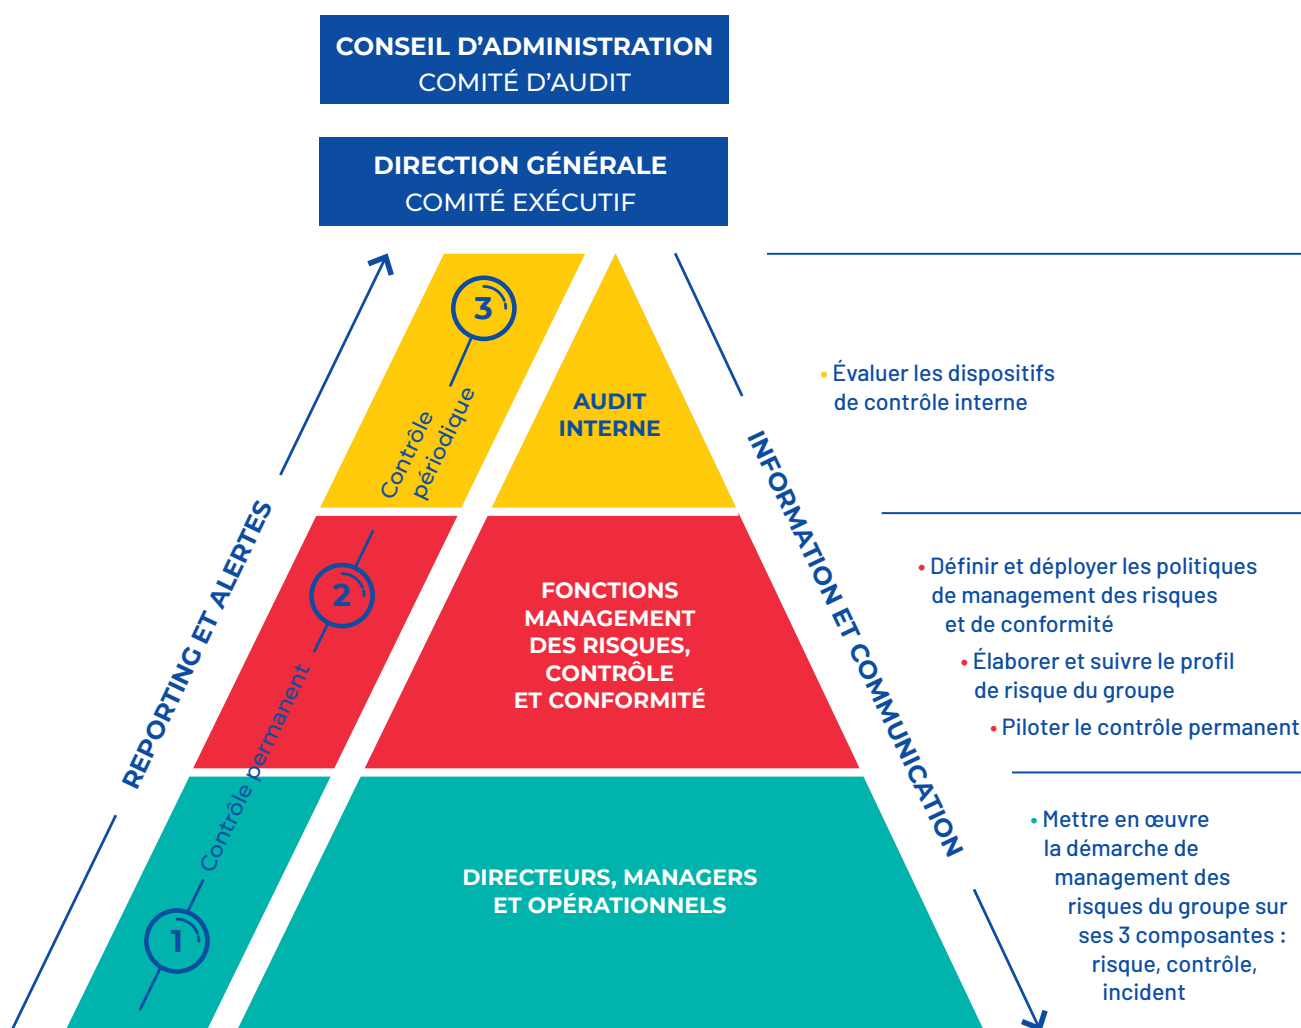 CONSEIL D’ADMINISTRATION
COMITÉ D’AUDIT
DIRECTION GÉNÉRALE
COMITÉ EXÉCUTIF
REPORTING ET ALERTES
3
Contrôle
périodique
2
Contrôle permanent
1
AUDIT
INTERNE
FONCTIONS
MANAGEMENT
DES RISQUES,
CONTRÔLE
ET CONFORMITÉ
DIRECTEURS, MANAGERS
ET OPÉRATIONNELS
INFORMATION ET COMMUNICATION
• Évaluer les dispositifs
de contrôle interne
• Définir et déployer les politiques
de management des risques
et de conformité
• Élaborer et suivre le profil
de risque du groupe
• Piloter le contrôle permanent
• Mettre en œuvre
la démarche de
management des
risques du groupe sur
ses 3 composantes :
risque, contrôle,
incident